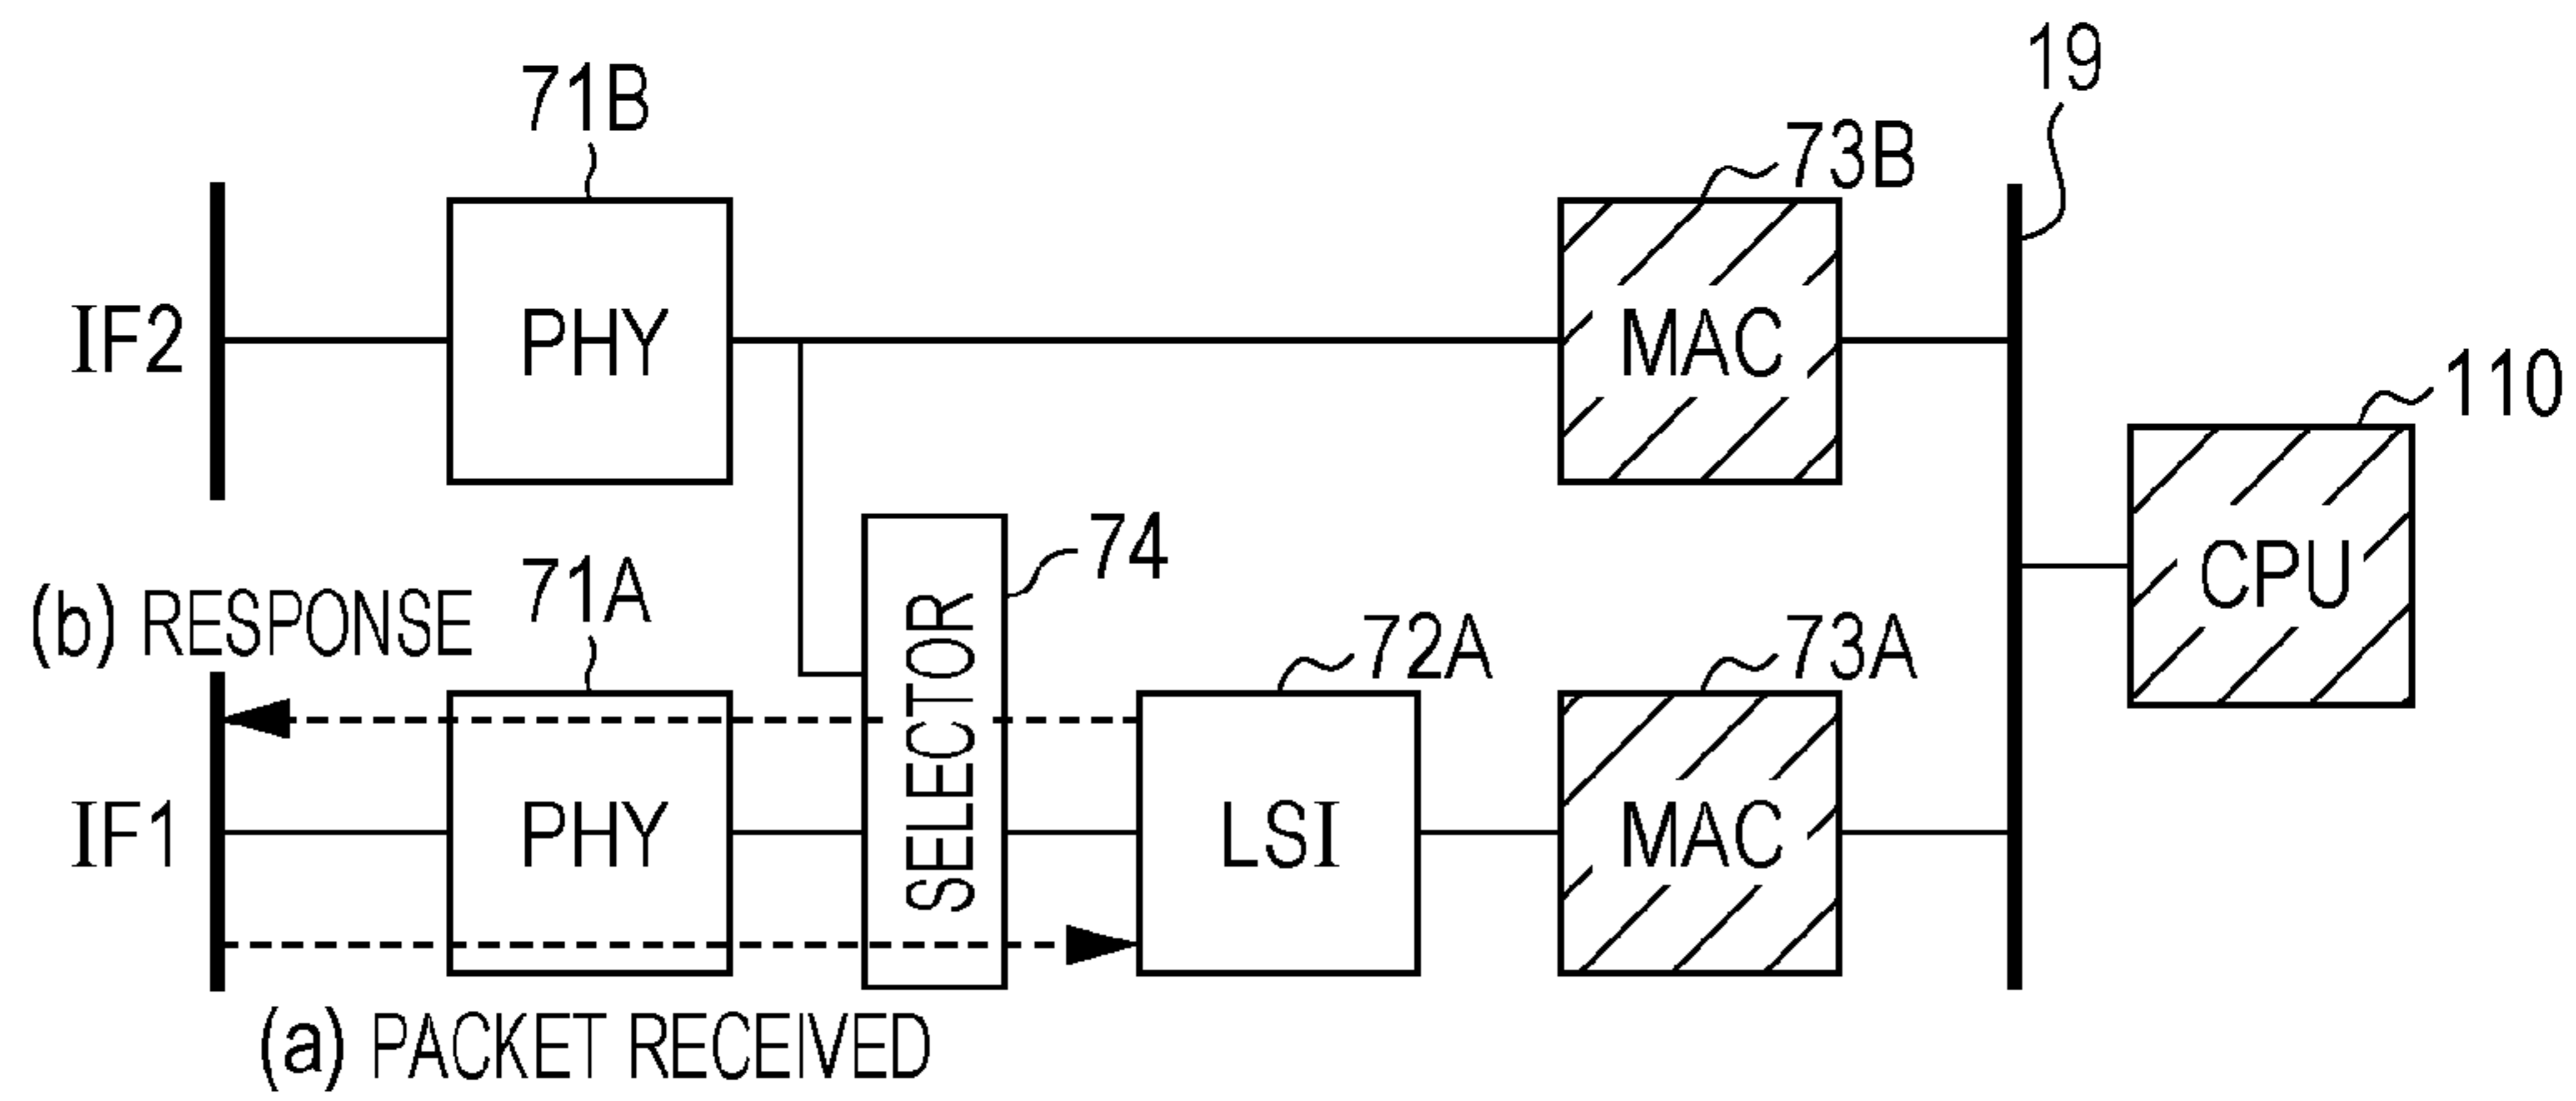 19
71B
73B
IF2
PHY
MAC
110
CPU
74
(b) RESPONSE
71A
72A
73A
SELECTOR
IF1
PHY
LSI
MAC
(a) PACKET RECEIVED